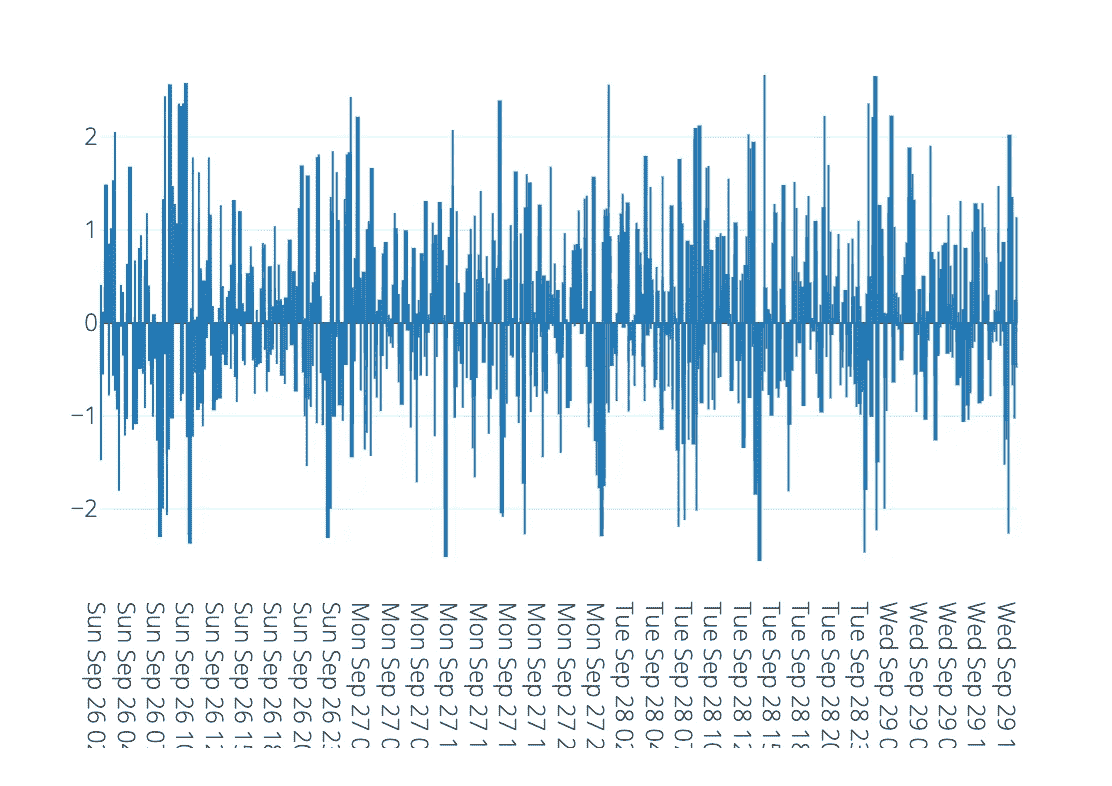 2
1
0
−1
−2
Sun Sep 26 02
Sun Sep 26 04
Sun Sep 26 07
Sun Sep 26 10
Sun Sep 26 12
Sun Sep 26 15
Sun Sep 26 18
Sun Sep 26 20
Sun Sep 26 23
Mon Sep 27 0
Mon Sep 27 0
Mon Sep 27 0
Mon Sep 27 1
Mon Sep 27 1
Mon Sep 27 1
Mon Sep 27 1
Mon Sep 27 2
Mon Sep 27 2
Tue Sep 28 02
Tue Sep 28 04
Tue Sep 28 07
Tue Sep 28 10
Tue Sep 28 12
Tue Sep 28 15
Tue Sep 28 18
Tue Sep 28 20
Tue Sep 28 23
Wed Sep 29 0
Wed Sep 29 0
Wed Sep 29 0
Wed Sep 29 1
Wed Sep 29 1